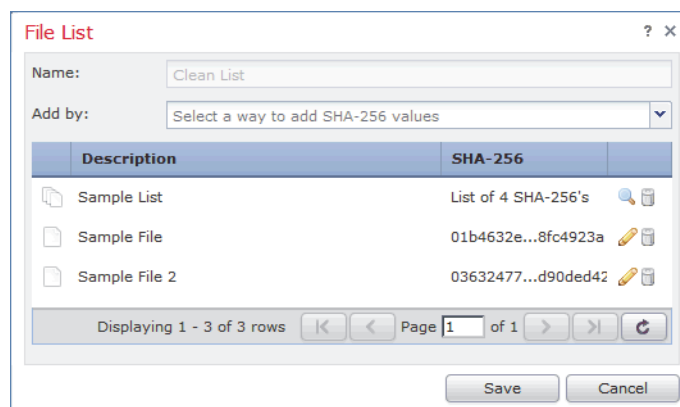 File List ? ×
Name: Clean List
Add by: Select a way to add SHA-256 values
Description SHA-256
Sample List List of 4 SHA-256's
Sample File 01b4632e...8fc4923a
Sample File 2 03632477...d90ded42
Displaying 1 - 3 of 3 rows Page 1 of 1
Save Cancel